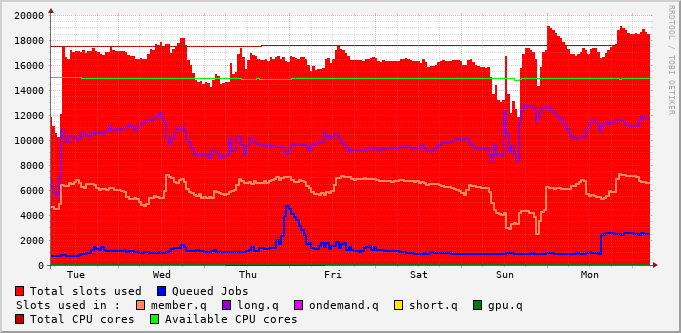 20000
18000
16000
14000
12000
10000
8000
6000
4000
2000
0
Tue Wed Thu Fri Sat Sun Mon
RRDTOOL / TOBI OETIKER
Total slots used Queued Jobs
Slots used in : member.q long.q ondemand.q short.q gpu.q
Total CPU cores Available CPU cores